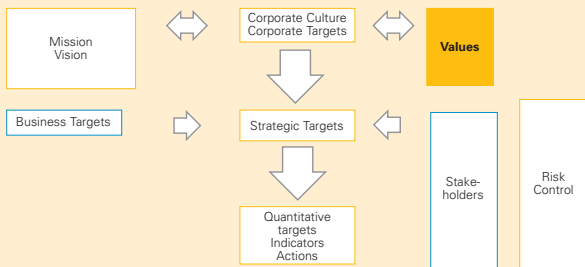 Mission
Vision
Corporate Culture
Corporate Targets
Values
Business Targets
Strategic Targets
Stake-
holders
Risk
Control
Quantitative
targets
Indicators
Actions